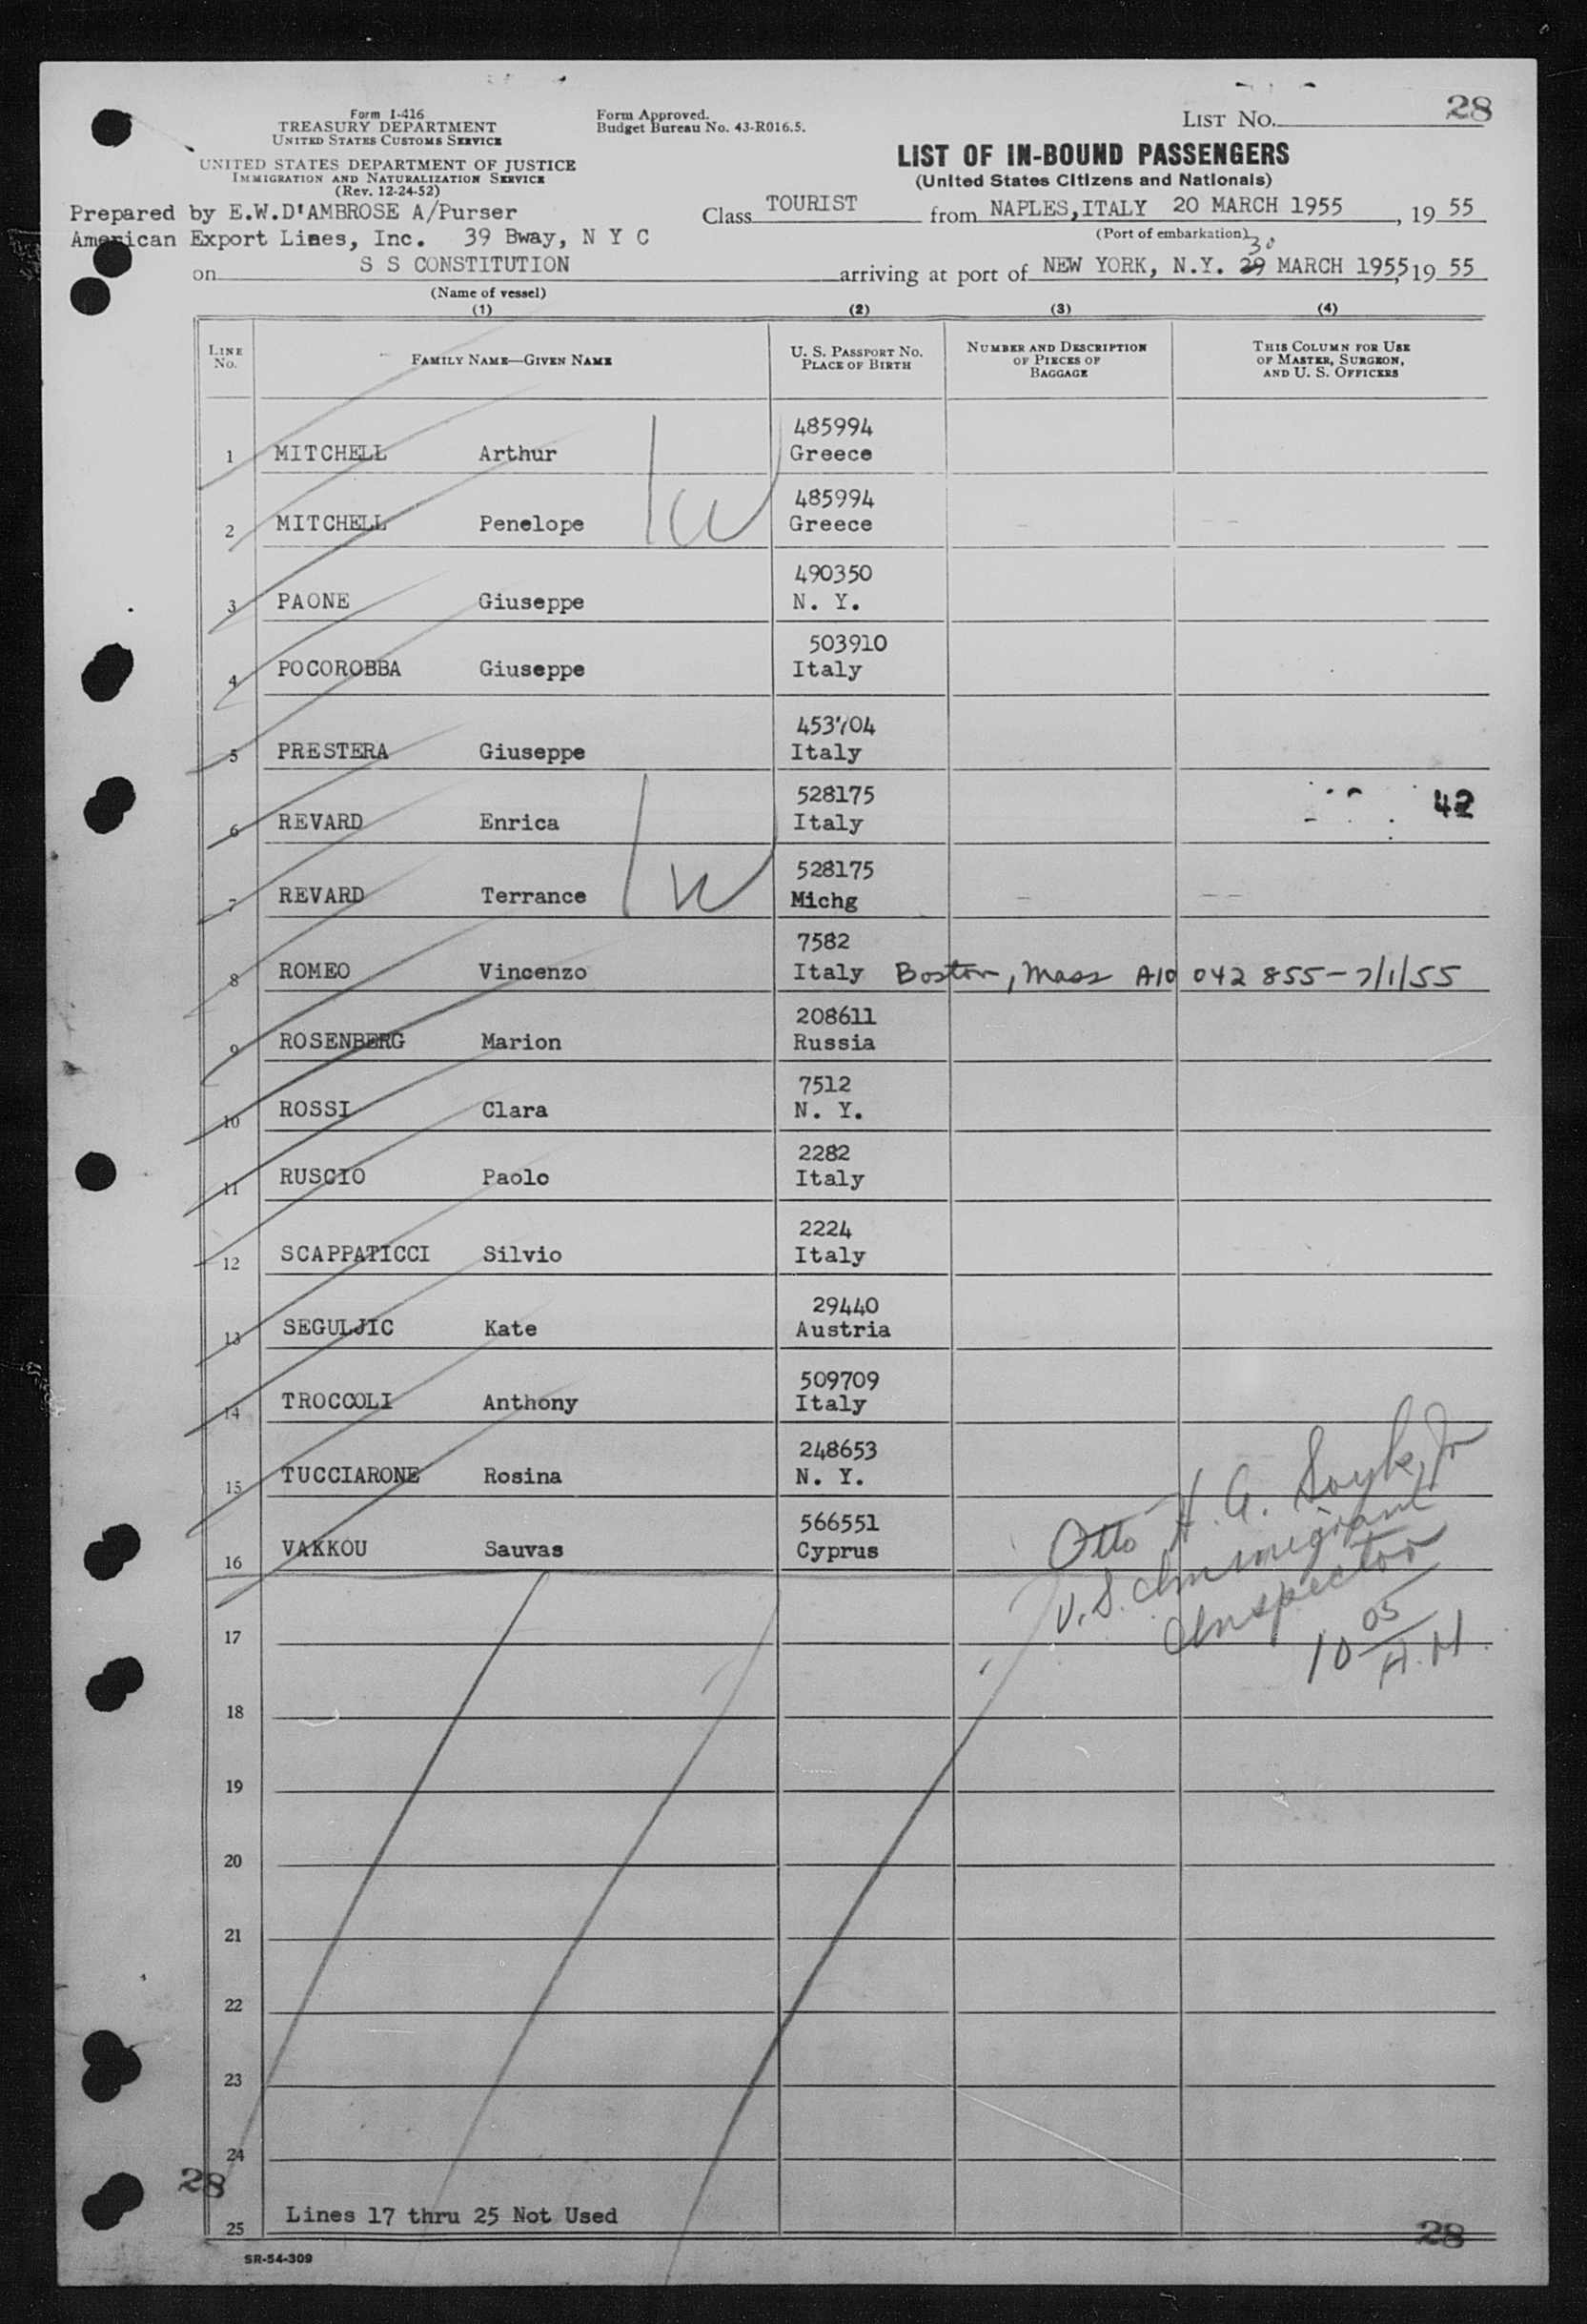 28
Form I-416
TREASURY DEPARTMENT
UNITED STATES CUSTOMS SERVICE
Form Approved.
Budget Bureau No. 43-R016.5.
LIST NO.
UNITED STATES DEPARTMENT OF JUSTICE
IMMIGRATION AND NATURALIZATION SERVICE
(Rev. 12-24-52)
LIST OF IN-BOUND PASSENGERS
(United States Citizens and Nationals)
Prepared by E.W.D'AMBROSE A/Purser
American Export Lines, Inc. 39 Bway, N Y C
Class TOURIST from NAPLES,ITALY 20 MARCH 1955, 19 55
(Port of embarkation)
30
on S S CONSTITUTION arriving at port of NEW YORK, N.Y. 29 MARCH 1955, 19 55
(Name of vessel)
(1) (2) (3) (4)
LINE NO.
FAMILY NAME—GIVEN NAME
U. S. PASSPORT NO.
PLACE OF BIRTH
NUMBER AND DESCRIPTION
OF PIECES OF
BAGGAGE
THIS COLUMN FOR USE
OF MASTER, SURGEON,
AND U. S. OFFICERS
485994
1 MITCHELL Arthur Greece
485994
2 MITCHELL Penelope W Greece
490350
3 PAONE Giuseppe N. Y.
503910
4 POCOROBBA Giuseppe Italy
453704
5 PRESTERA Giuseppe Italy
528175 42
6 REVARD Enrica Italy
528175
7 REVARD Terrance W Michg
7582
8 ROMEO Vincenzo Italy Boston, Mass A10 042 855-7/1/55
208611
9 ROSENBERG Marion Russia
7512
10 ROSSI Clara N. Y.
2282
11 RUSCIO Paolo Italy
2224
12 SCAPPATICCI Silvio Italy
29440
13 SEGULJIC Kate Austria
509709
14 TROCCOLI Anthony Italy
248653
15 TUCCIARONE Rosina N. Y.
566551
16 VAKKOU Sauvas Cyprus
Otto H. A. Jr
U.S. Immigrant
Inspector
10 05 A.M.
17
18
19
20
21
22
23
24
28
25 Lines 17 thru 25 Not Used
28
SR-54-309